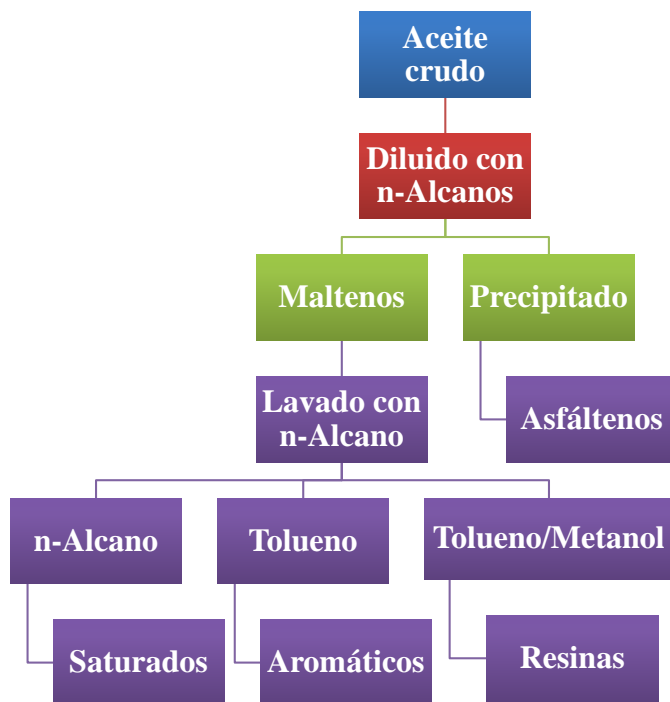 Aceite
crudo
Diluido con
n-Alcanos
Maltenos
Precipitado
Lavado con
n-Alcano
Asfáltenos
n-Alcano
Tolueno
Tolueno/Metanol
Saturados
Aromáticos
Resinas